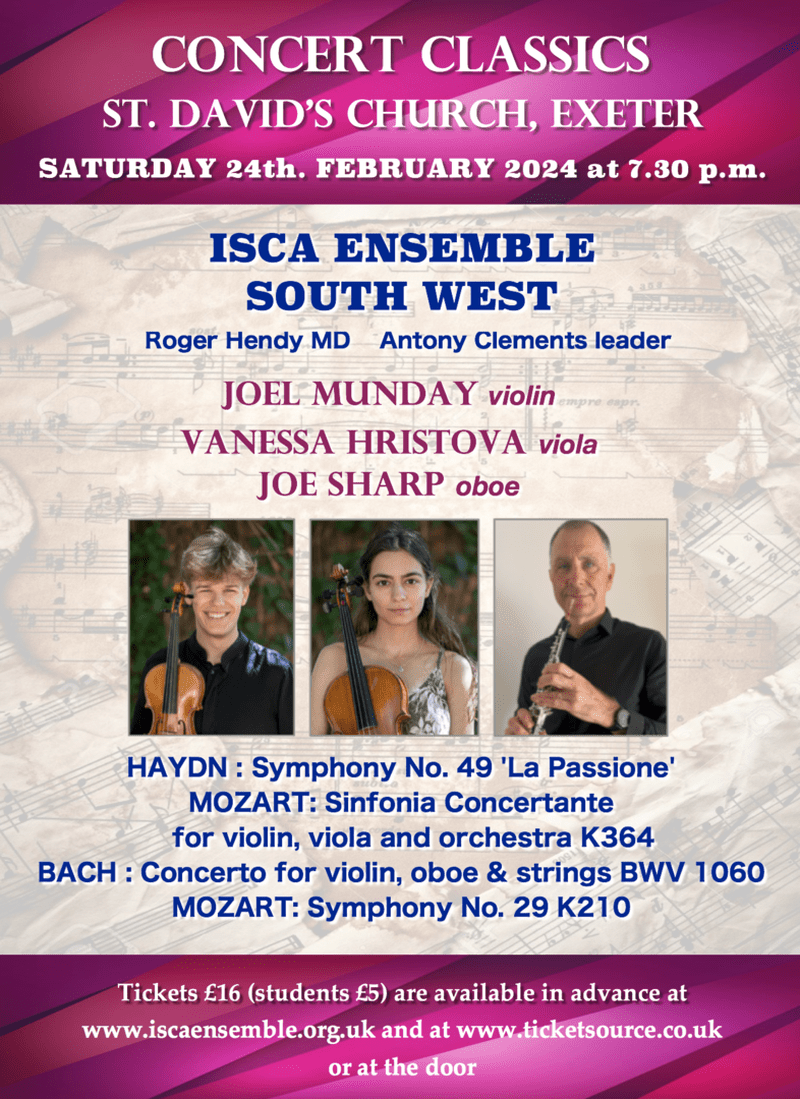 CONCERT CLASSICS
ST. DAVID'S CHURCH, EXETER
SATURDAY 24th. FEBRUARY 2024 at 7.30 p.m.
ISCA ENSEMBLE
SOUTH WEST
Roger Hendy MD Antony Clements leader
JOEL MUNDAY violin
empre espr.
VANESSA HRISTOVA viola
JOE SHARP oboe
HAYDN : Symphony No. 49 'La Passione'
MOZART: Sinfonia Concertante
for violin, viola and orchestra K364
BACH : Concerto for violin, oboe & strings BWV 1060
MOZART: Symphony No. 29 K210
Tickets £16 (students £5) are available in advance at
www.iscaensemble.org.uk and at www.ticketsource.co.uk
or at the door